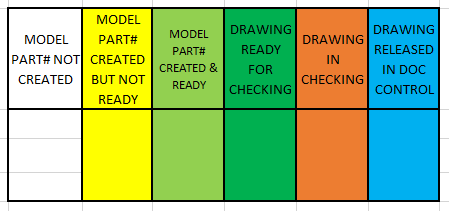 MODEL
PART# NOT
CREATED
MODEL
PART#
CREATED
BUT NOT
READY
MODEL
PART#
CREATED &
READY
DRAWING
READY
FOR
CHECKING
DRAWING
IN
CHECKING
DRAWING
RELEASED
IN DOC
CONTROL